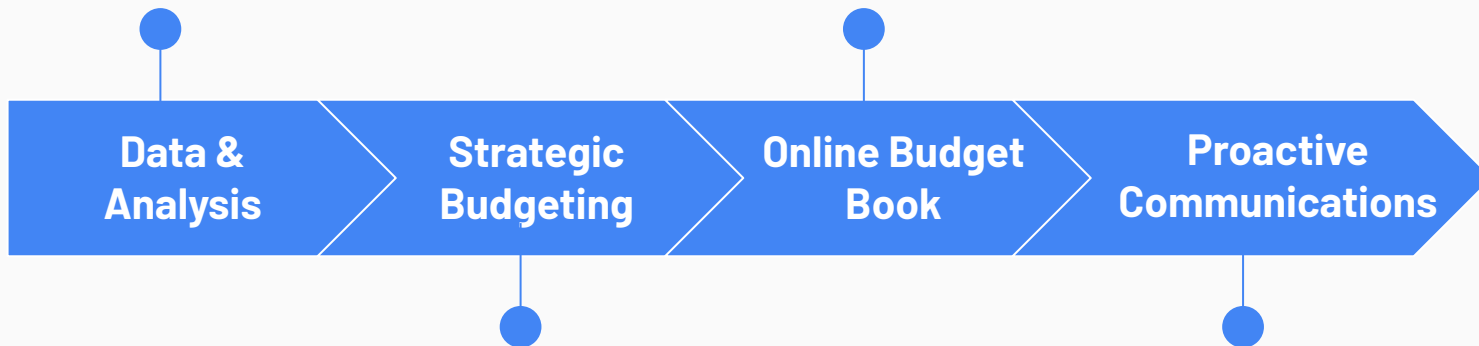 Data &
Analysis
Strategic
Budgeting
Online Budget
Book
Proactive
Communications